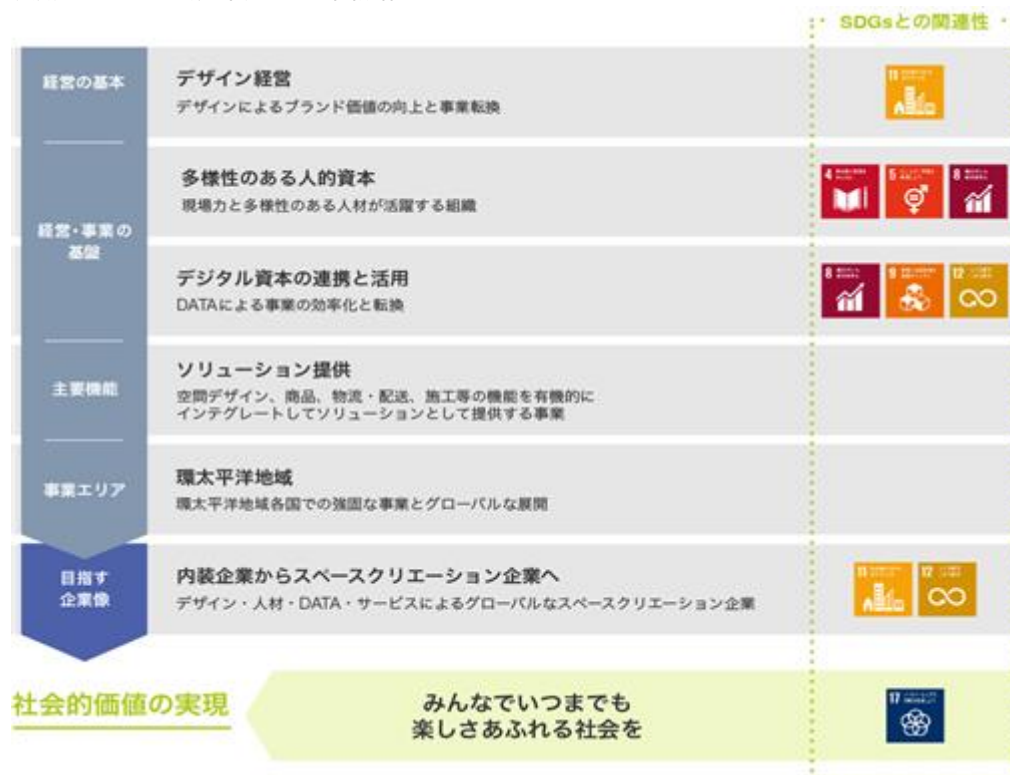 SDGsとの関連性
経営の基本
デザイン経営
デザインによるブランド価値の向上と事業転換
11
経営・事業の
基盤
多様性のある人的資本
現場力と多様性のある人材が活躍する組織
4
5
8
デジタル資本の連携と活用
DATAによる事業の効率化と転換
8
9
12
主要機能
ソリューション提供
空間デザイン、商品、物流・配送、施工等の機能を有機的に
インテグレートしてソリューションとして提供する事業
事業エリア
環太平洋地域
環太平洋地域各国での強固な事業とグローバルな展開
目指す
企業像
内装企業からスペースクリエーション企業へ
デザイン・人材・DATA・サービスによるグローバルなスペースクリエーション企業
11
12
社会的価値の実現
みんなでいつまでも
楽しさあふれる社会を
17